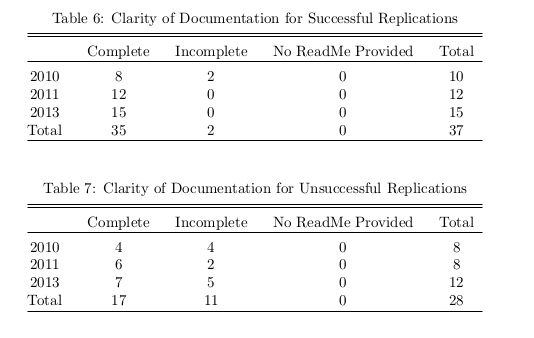 Table 6: Clarity of Documentation for Successful Replications
Complete Incomplete No ReadMe Provided Total
2010 8 2 0 10
2011 12 0 0 12
2013 15 0 0 15
Total 35 2 0 37
Table 7: Clarity of Documentation for Unsuccessful Replications
Complete Incomplete No ReadMe Provided Total
2010 4 4 0 8
2011 6 2 0 8
2013 7 5 0 12
Total 17 11 0 28